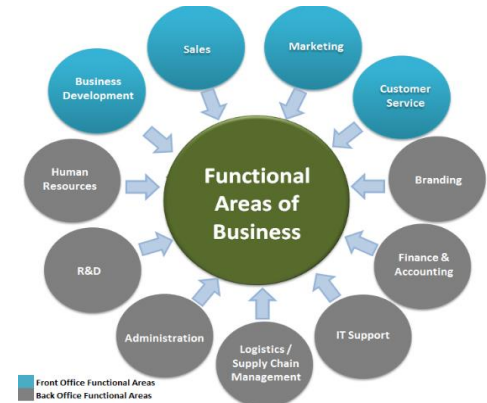 Sales
Marketing
Business
Development
Customer
Service
Human
Resources
Functional
Areas of
Business
Branding
R&D
Finance &
Accounting
Administration
Logistics /
Supply Chain
Management
IT Support
Front Office Functional Areas
Back Office Functional Areas